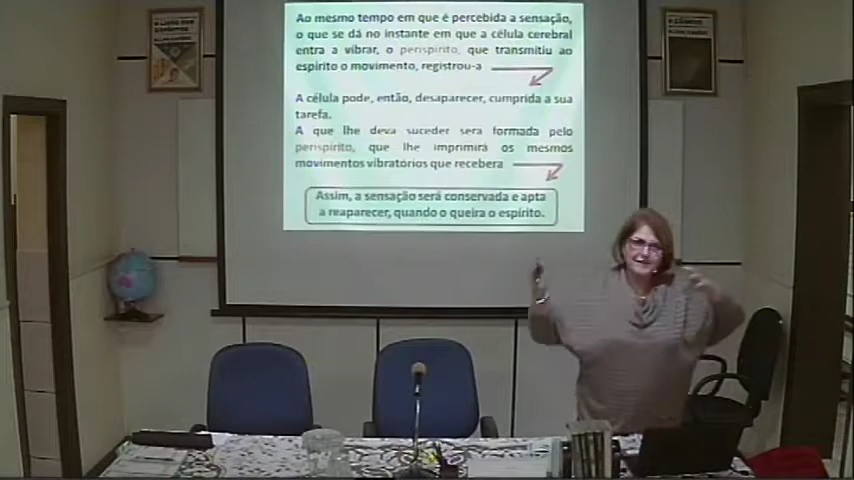 Ao mesmo tempo em que é percebida a sensação,
o que se dá no instante em que a célula cerebral
entra a vibrar, o perispírito, que transmitiu ao
espírito o movimento, registrou-a
A célula pode, então, desaparecer, cumprida a sua
tarefa.
A que lhe deva suceder será formada pelo
perispírito, que lhe imprimirá os mesmos
movimentos vibratórios que recebera
Assim, a sensação será conservada e apta
a reaparecer, quando o queira o espírito.